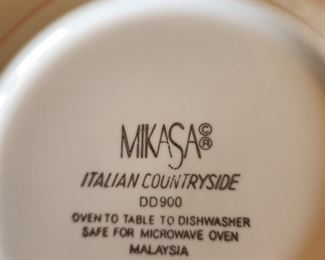 MIKASA©®
ITALIAN COUNTRYSIDE
DD900
OVEN TO TABLE TO DISHWASHER
SAFE FOR MICROWAVE OVEN
MALAYSIA